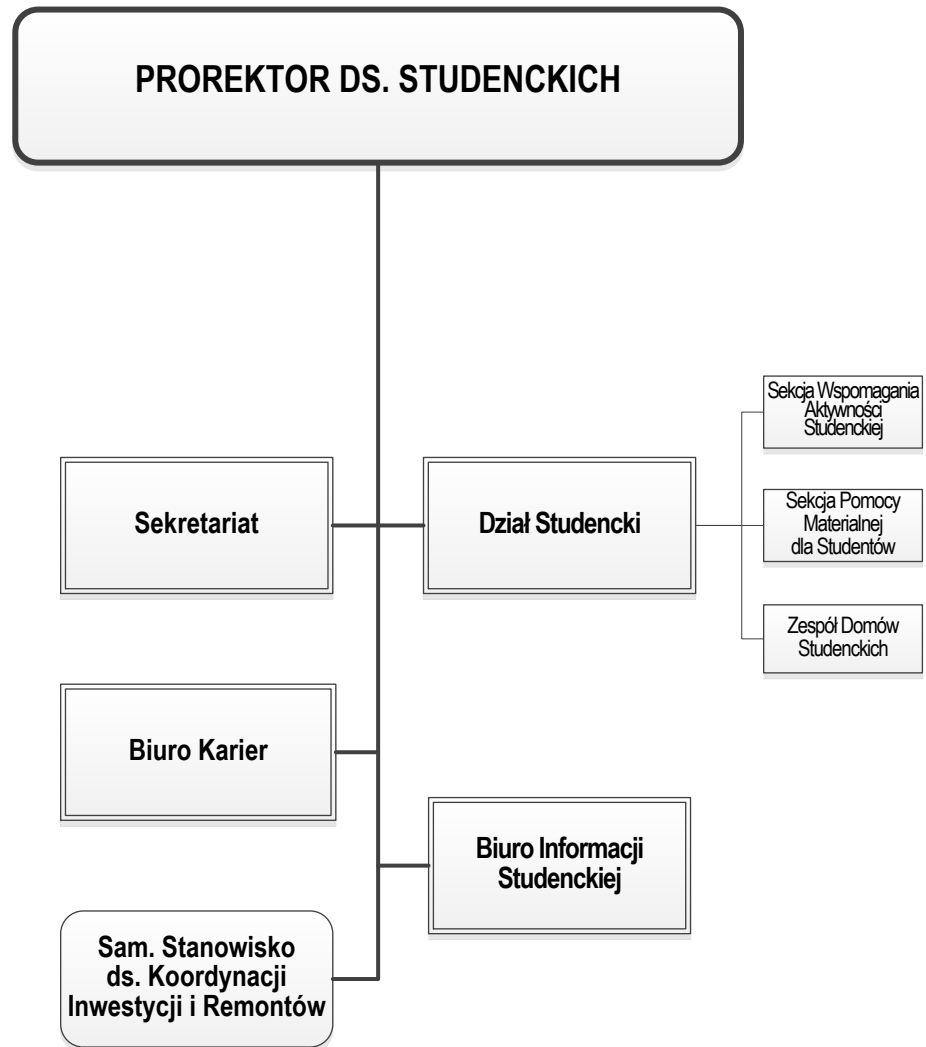 PROREKTOR DS. STUDENCKICH
Sekcja Wspomagania
Aktywności
Studenckiej
Sekretariat
Dział Studencki
Sekcja Pomocy
Materialnej
dla Studentów
Zespół Domów
Studenckich
Biuro Karier
Biuro Informacji
Studenckiej
Sam. Stanowisko
ds. Koordynacji
Inwestycji i Remontów